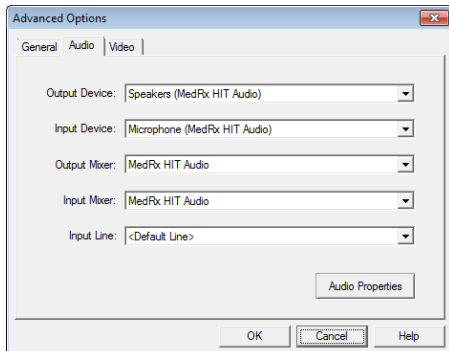 Advanced Options
General Audio Video
Output Device: Speakers (MedRx HIT Audio)
Input Device: Microphone (MedRx HIT Audio)
Output Mixer: MedRx HIT Audio
Input Mixer: MedRx HIT Audio
Input Line: <Default Line>
Audio Properties
OK Cancel Help